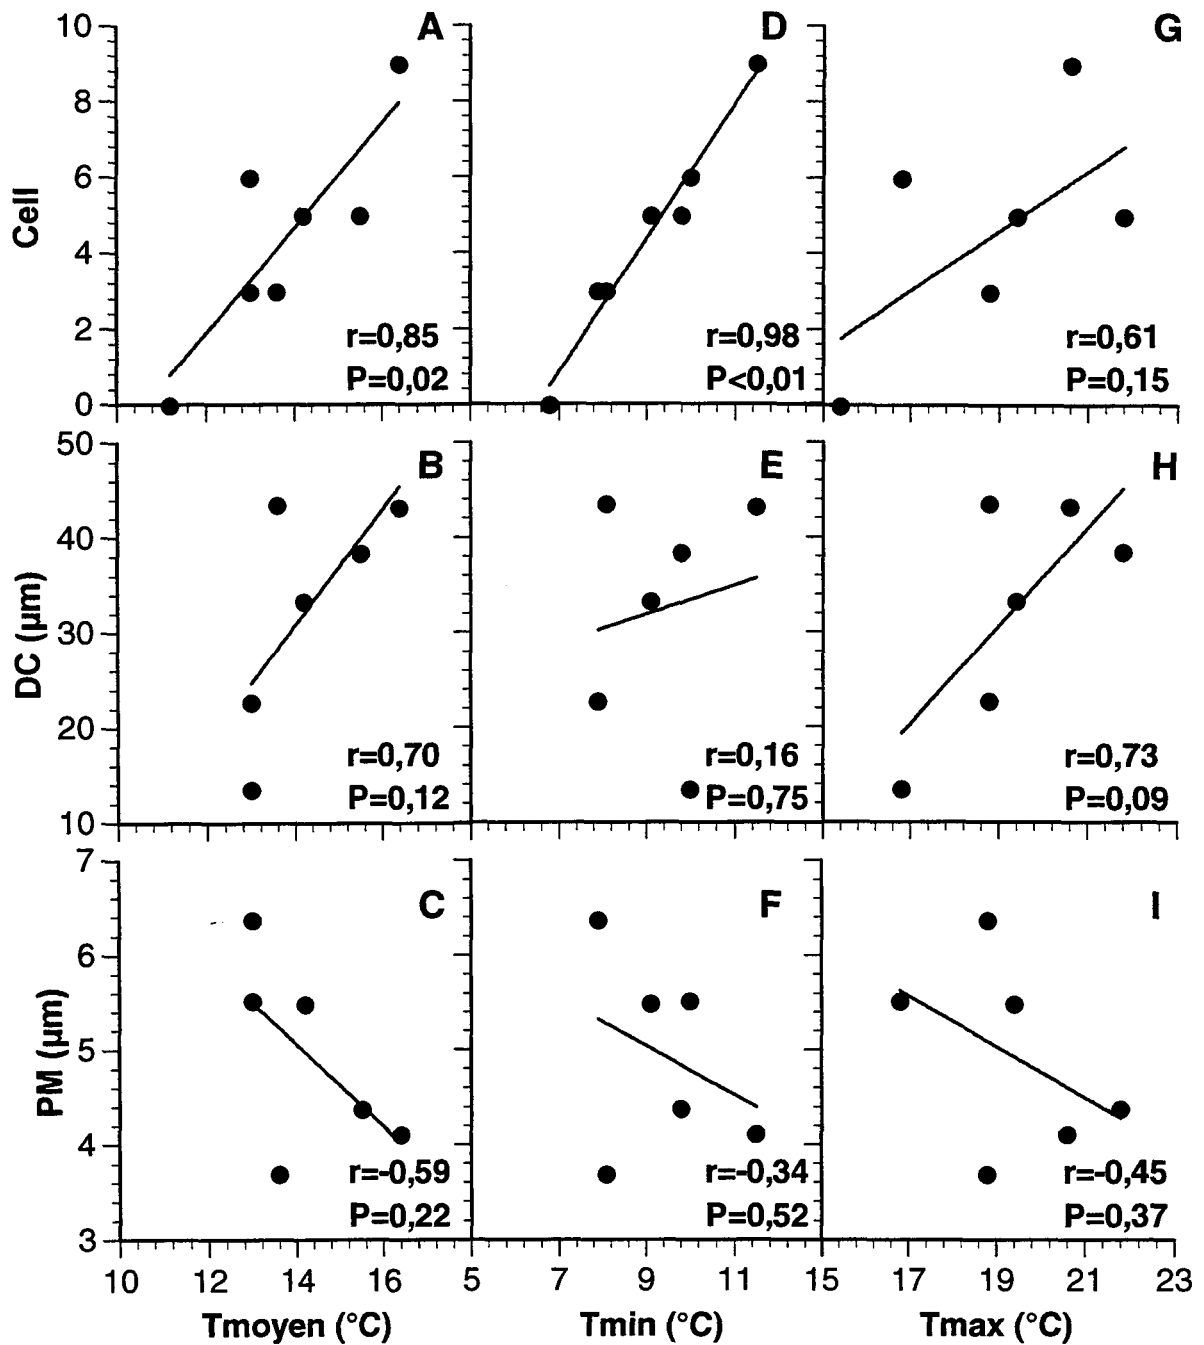 A
D
G
Cell
10
8
6
4
2
0
r=0,85
P=0,02
r=0,98
P<0,01
r=0,61
P=0,15
B
E
H
DC (µm)
50
40
30
20
10
r=0,70
P=0,12
r=0,16
P=0,75
r=0,73
P=0,09
C
F
I
PM (µm)
7
6
5
4
3
r=-0,59
P=0,22
r=-0,34
P=0,52
r=-0,45
P=0,37
10 12 14 16 5 7 9 11 15 17 19 21 23
Tmoyen (°C) Tmin (°C) Tmax (°C)